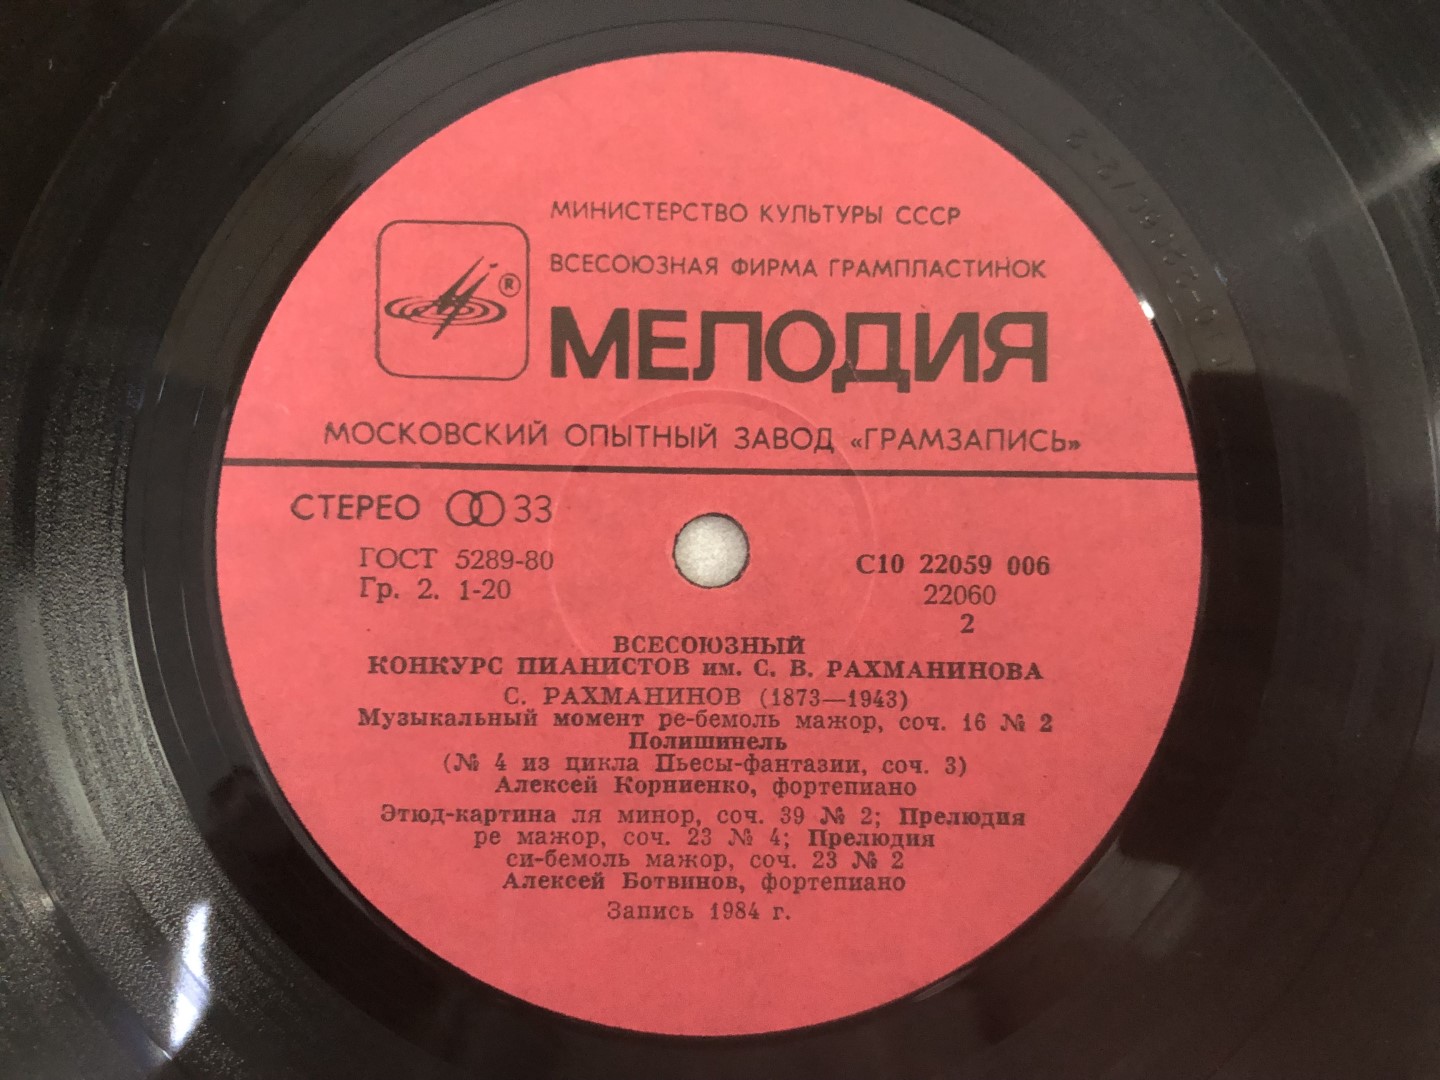 МИНИСТЕРСТВО КУЛЬТУРЫ СССР
ВСЕСОЮЗНАЯ ФИРМА ГРАМПЛАСТИНОК
®
МЕЛОДИЯ
МОСКОВСКИЙ ОПЫТНЫЙ ЗАВОД «ГРАМЗАПИСЬ»
СТЕРЕО 33
ГОСТ 5289-80
Гр. 2. 1-20
С10 22059 006
22060
2
ВСЕСОЮЗНЫЙ
КОНКУРС ПИАНИСТОВ им. С. В. РАХМАНИНОВА
С. РАХМАНИНОВ (1873—1943)
Музыкальный момент ре-бемоль мажор, соч. 16 № 2
Полишинель
(№ 4 из цикла Пьесы-фантазии, соч. 3)
Алексей Корниенко, фортепиано
Этюд-картина ля минор, соч. 39 № 2; Прелюдия
ре мажор, соч. 23 № 4; Прелюдия
си-бемоль мажор, соч. 23 № 2
Алексей Ботвинов, фортепиано
Запись 1984 г.